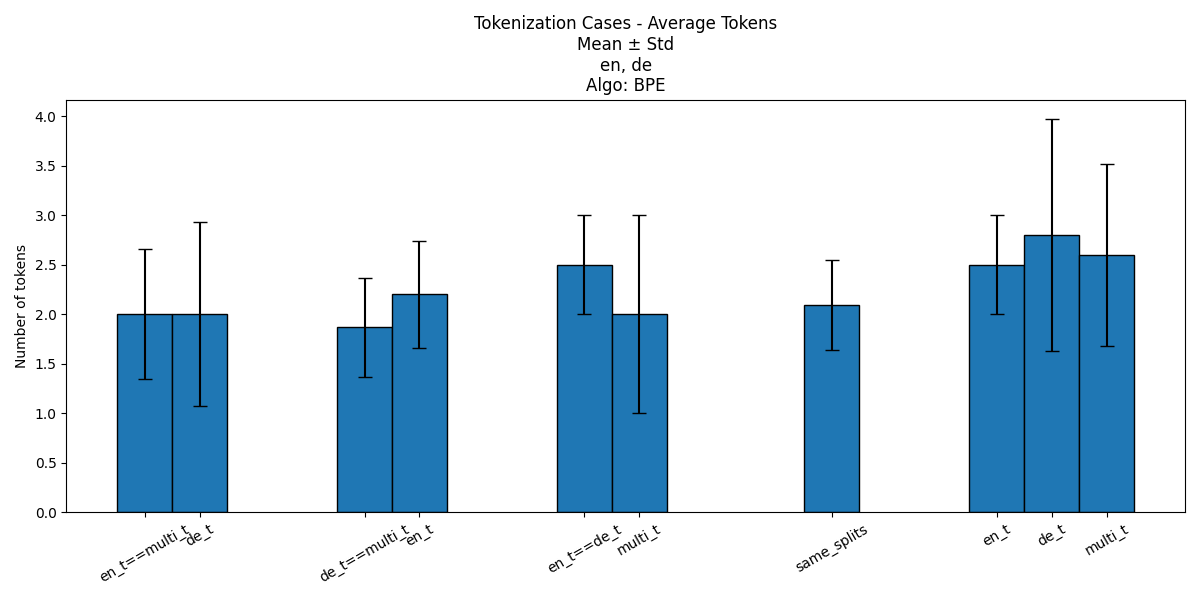 Tokenization Cases - Average Tokens
Mean ± Std
en, de
Algo: BPE
Number of tokens
4.0
3.5
3.0
2.5
2.0
1.5
1.0
0.5
0.0
en_t==multi_t
de_t
de_t==multi_t
en_t
en_t==de_t
multi_t
same_splits
en_t
de_t
multi_t